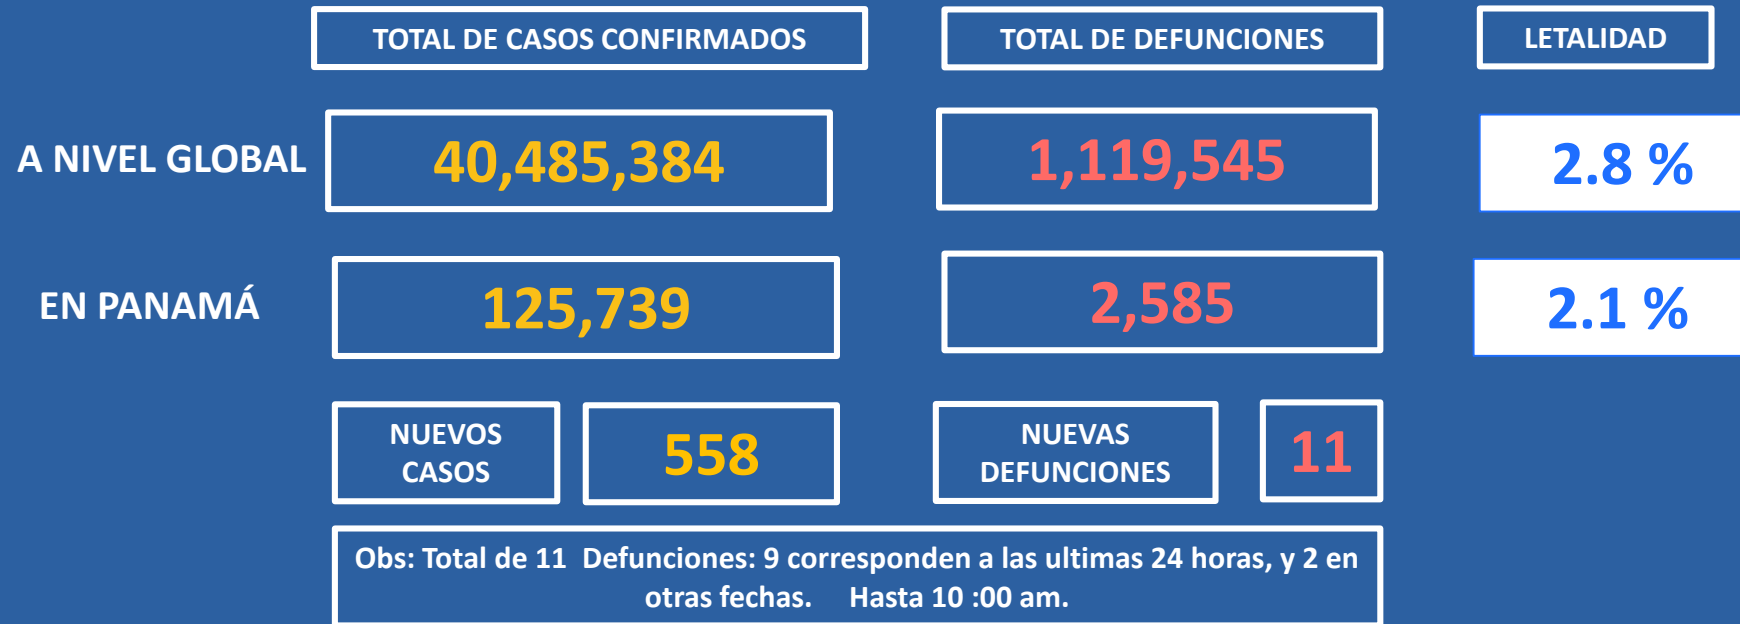 TOTAL DE CASOS CONFIRMADOS
TOTAL DE DEFUNCIONES
LETALIDAD
A NIVEL GLOBAL
40,485,384
1,119,545
2.8 %
EN PANAMÁ
125,739
2,585
2.1 %
NUEVOS
CASOS
558
NUEVAS
DEFUNCIONES
11
Obs: Total de 11  Defunciones: 9 corresponden a las ultimas 24 horas, y 2 en
otras fechas.    Hasta 10 :00 am.